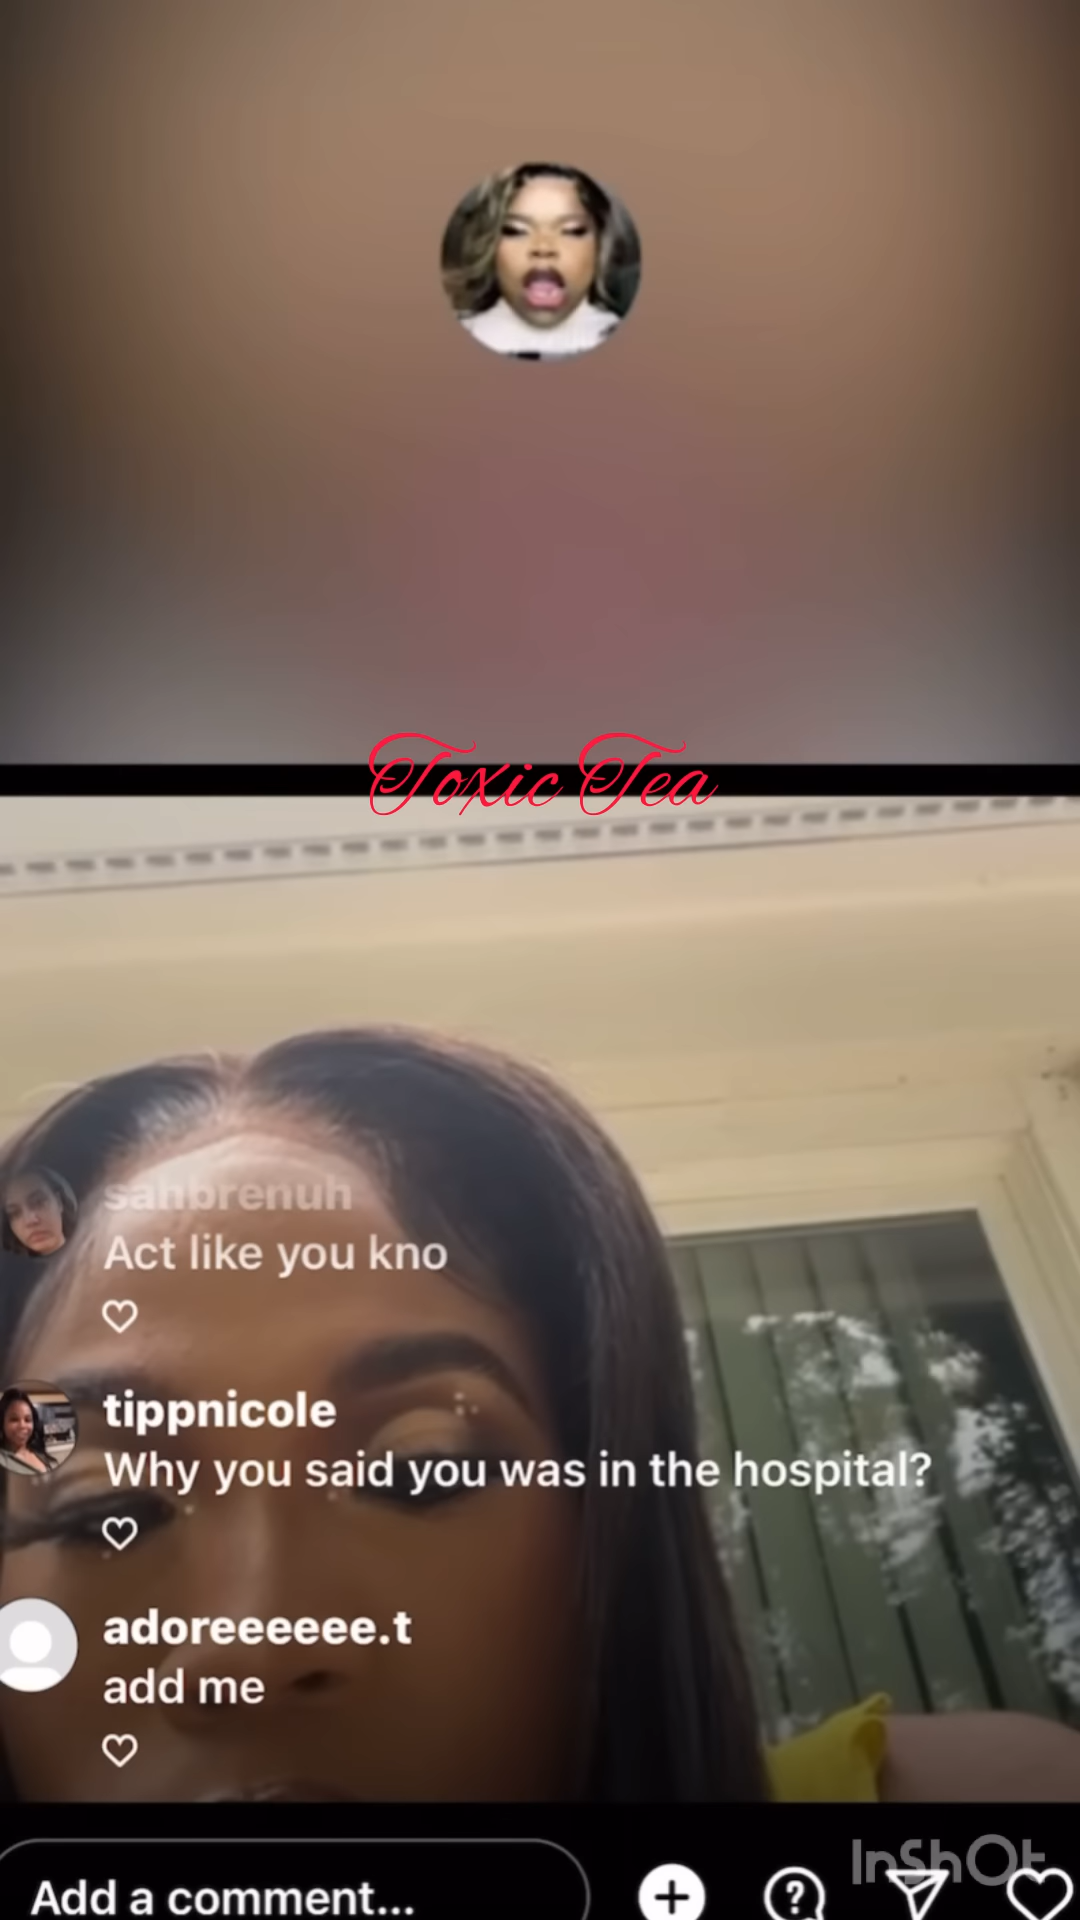 Toxic Tea
sahbrenuh
Act like you kno
tippnicole
Why you said you was in the hospital?
adoreeeeee.t
add me
Add a comment...
InShOt